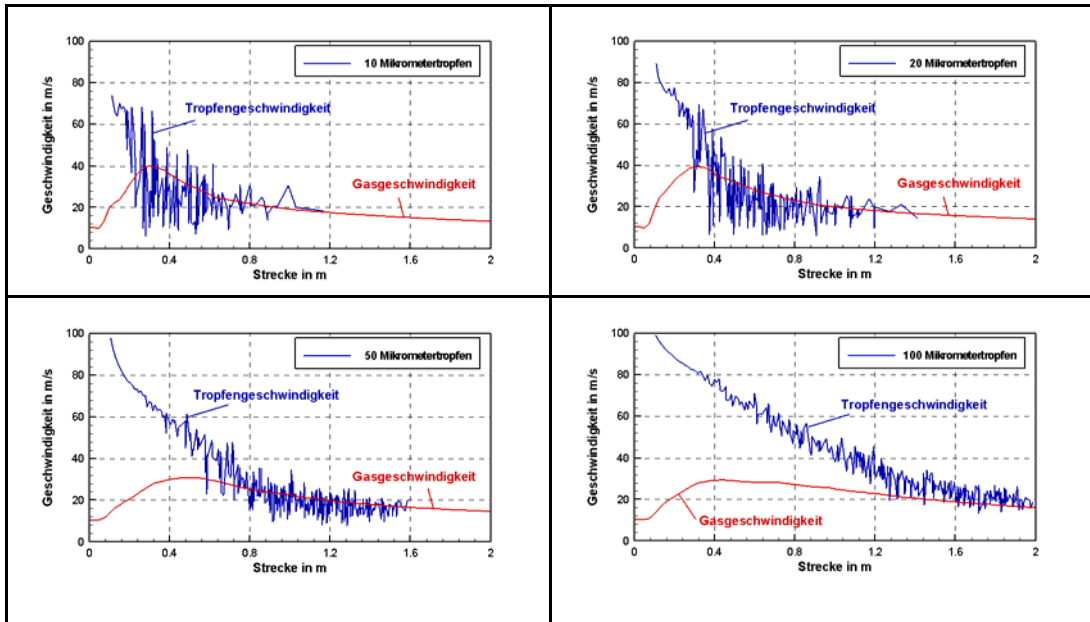 100
80
60
40
20
0
Geschwindigkeit in m/s
10 Mikrometertropfen
Tropfengeschwindigkeit
Gasgeschwindigkeit
0 0.4 0.8 1.2 1.6 2
Strecke in m
100
80
60
40
20
0
Geschwindigkeit in m/s
20 Mikrometertropfen
Tropfengeschwindigkeit
Gasgeschwindigkeit
0 0.4 0.8 1.2 1.6 2
Strecke in m
100
80
60
40
20
0
Geschwindigkeit in m/s
50 Mikrometertropfen
Tropfengeschwindigkeit
Gasgeschwindigkeit
0 0.4 0.8 1.2 1.6 2
Strecke in m
100
80
60
40
20
0
Geschwindigkeit in m/s
100 Mikrometertropfen
Tropfengeschwindigkeit
Gasgeschwindigkeit
0 0.4 0.8 1.2 1.6 2
Strecke in m